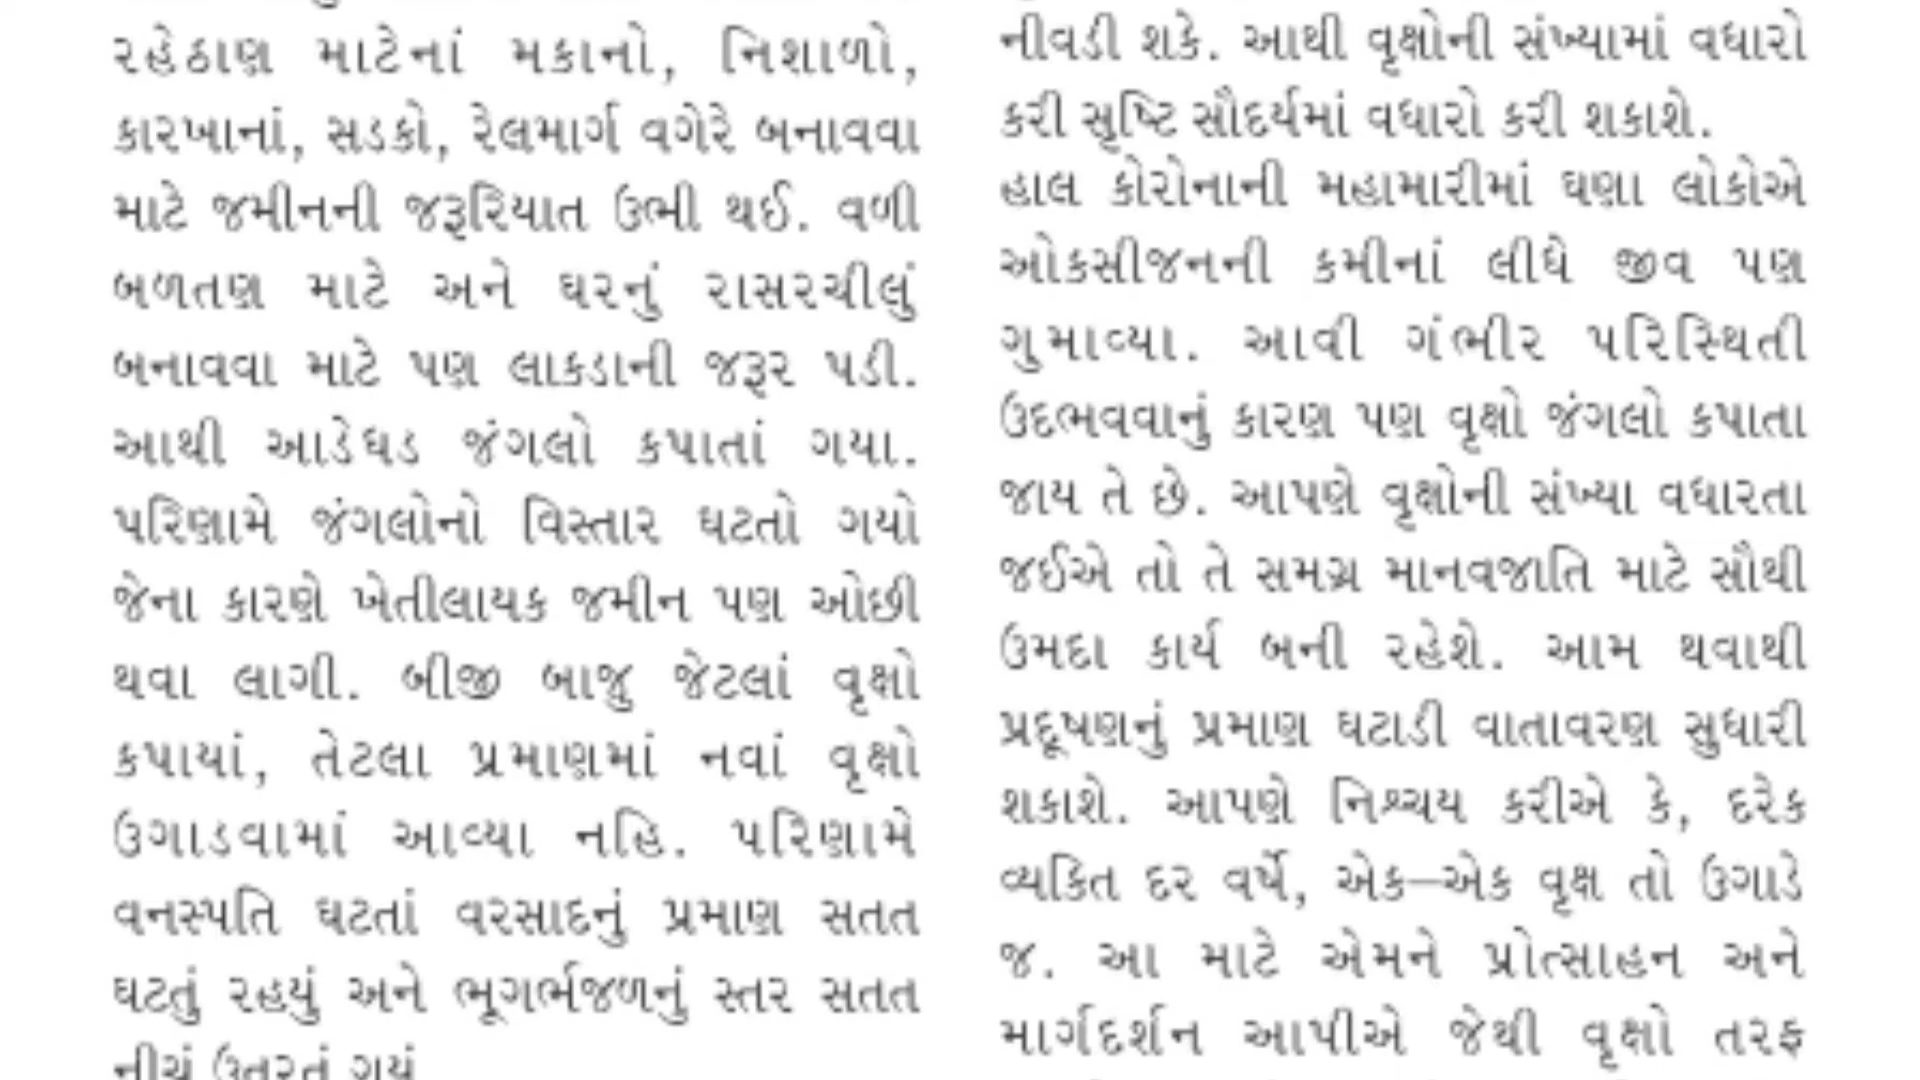 રહેઠાણ માટેનાં મકાનો, નિશાળો,
કારખાનાં, સડકો, રેલમાર્ગ વગેરે બનાવવા
માટે જમીનની જરૂરિયાત ઉભી થઈ. વળી
બળતણ માટે અને ઘરનું રાસરચીલું
બનાવવા માટે પણ લાકડાની જરૂર પડી.
આથી આડેધડ જંગલો કપાતાં ગયા.
પરિણામે જંગલોનો વિસ્તાર ઘટતો ગયો
જેના કારણે ખેતીલાયક જમીન પણ ઓછી
થવા લાગી. બીજી બાજુ જેટલાં વૃક્ષો
કપાયાં, તેટલા પ્રમાણમાં નવાં વૃક્ષો
ઉગાડવામાં આવ્યા નહિ. પરિણામે
વનસ્પતિ ઘટતાં વરસાદનું પ્રમાણ સતત
ઘટતું રહયું અને ભૂગર્ભજળનું સ્તર સતત
નીચું ઉતરતું ગયું
નીવડી શકે. આથી વૃક્ષોની સંખ્યામાં વધારો
કરી સૃષ્ટિ સૌદર્યમાં વધારો કરી શકાશે.
હાલ કોરોનાની મહામારીમાં ઘણા લોકોએ
ઓકસીજનની કમીનાં લીધે જીવ પણ
ગુમાવ્યા. આવી ગંભીર પરિસ્થિતી
ઉદભવવાનું કારણ પણ વૃક્ષો જંગલો કપાતા
જાય તે છે. આપણે વૃક્ષોની સંખ્યા વધારતા
જઈએ તો તે સમગ્ર માનવજાતિ માટે સૌથી
ઉમદા કાર્ય બની રહેશે. આમ થવાથી
પ્રદૂષણનું પ્રમાણ ઘટાડી વાતાવરણ સુધારી
શકાશે. આપણે નિશ્ચય કરીએ કે, દરેક
વ્યકિત દર વર્ષે, એક–એક વૃક્ષ તો ઉગાડે
જ. આ માટે એમને પ્રોત્સાહન અને
માર્ગદર્શન આપીએ જેથી વૃક્ષો તરફ